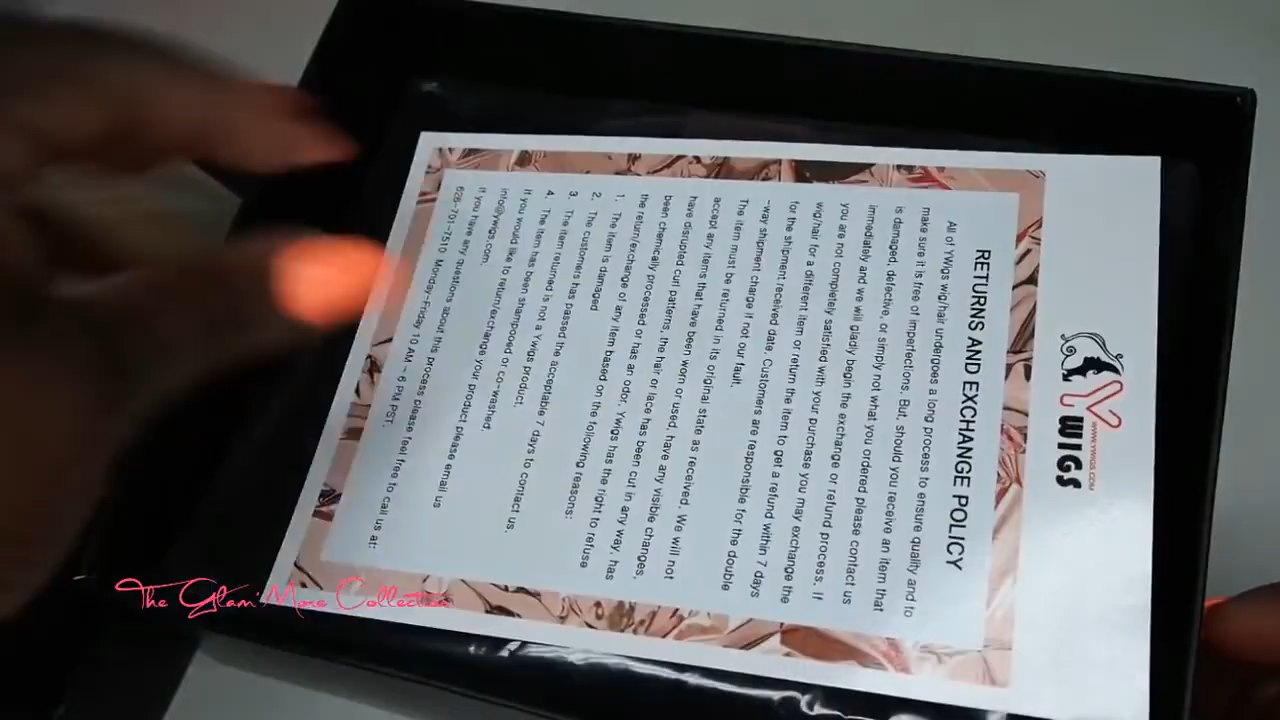 YWIGS
WWW.YWIGS.COM
RETURNS AND EXCHANGE POLICY
All of YWigs wig/hair undergoes a long process to ensure quality and to
make sure it is free of imperfections. But, should you receive an item that
is damaged, defective, or simply not what you ordered please contact us
immediately and we will gladly begin the exchange or refund process. If
you are not completely satisfied with your purchase you may exchange the
wig/hair for a different item or return the item to get a refund within 7 days
for the shipment received date. Customers are responsible for the double
-way shipment charge if not our fault.
The item must be returned in its original state as received. We will not
accept any items that have been worn or used, have any visible changes,
have disrupted curl patterns, the hair or lace has been cut in any way, has
been chemically processed or has an odor, Ywigs has the right to refuse
the return/exchange of any item based on the following reasons:
1. The item is damaged
2. The customers has passed the acceptable 7 days to contact us.
3. The item returned is not a Ywigs product,
4. The item has been shampooed or co-washed,
If you would like to return/exchange your product please email us
info@ywigs.com.
If you have any questions about this process please feel free to call us at:
626-701-7510 Monday-Friday 10 AM - 6 PM PST.
The Glam'More Collection